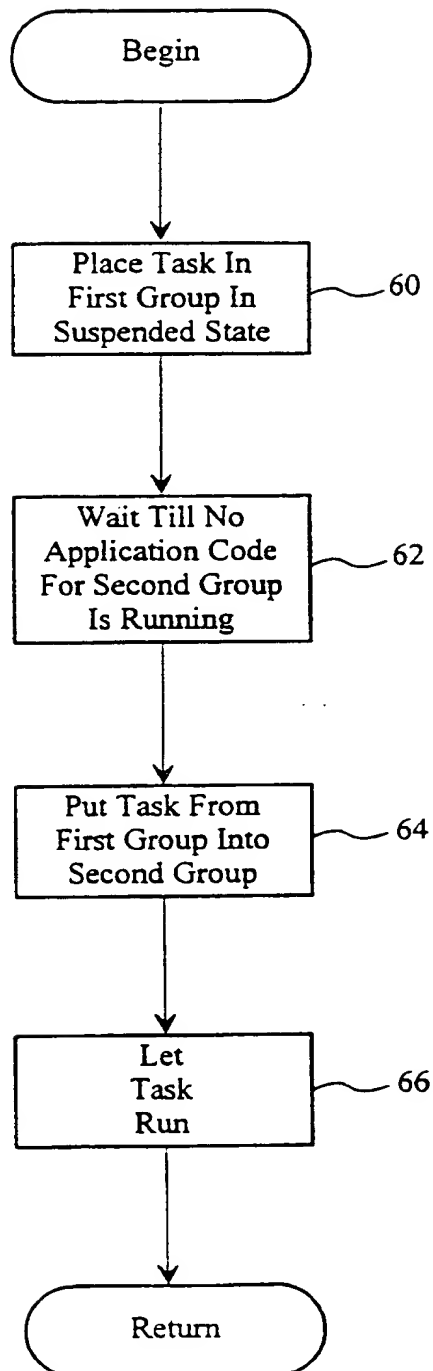 Begin
Place Task In
First Group In
Suspended State
60
Wait Till No
Application Code
For Second Group
Is Running
62
Put Task From
First Group Into
Second Group
64
Let
Task
Run
66
Return